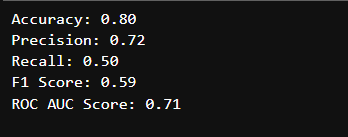 Accuracy: 0.80
Precision: 0.72
Recall: 0.50
F1 Score: 0.59
ROC AUC Score: 0.71